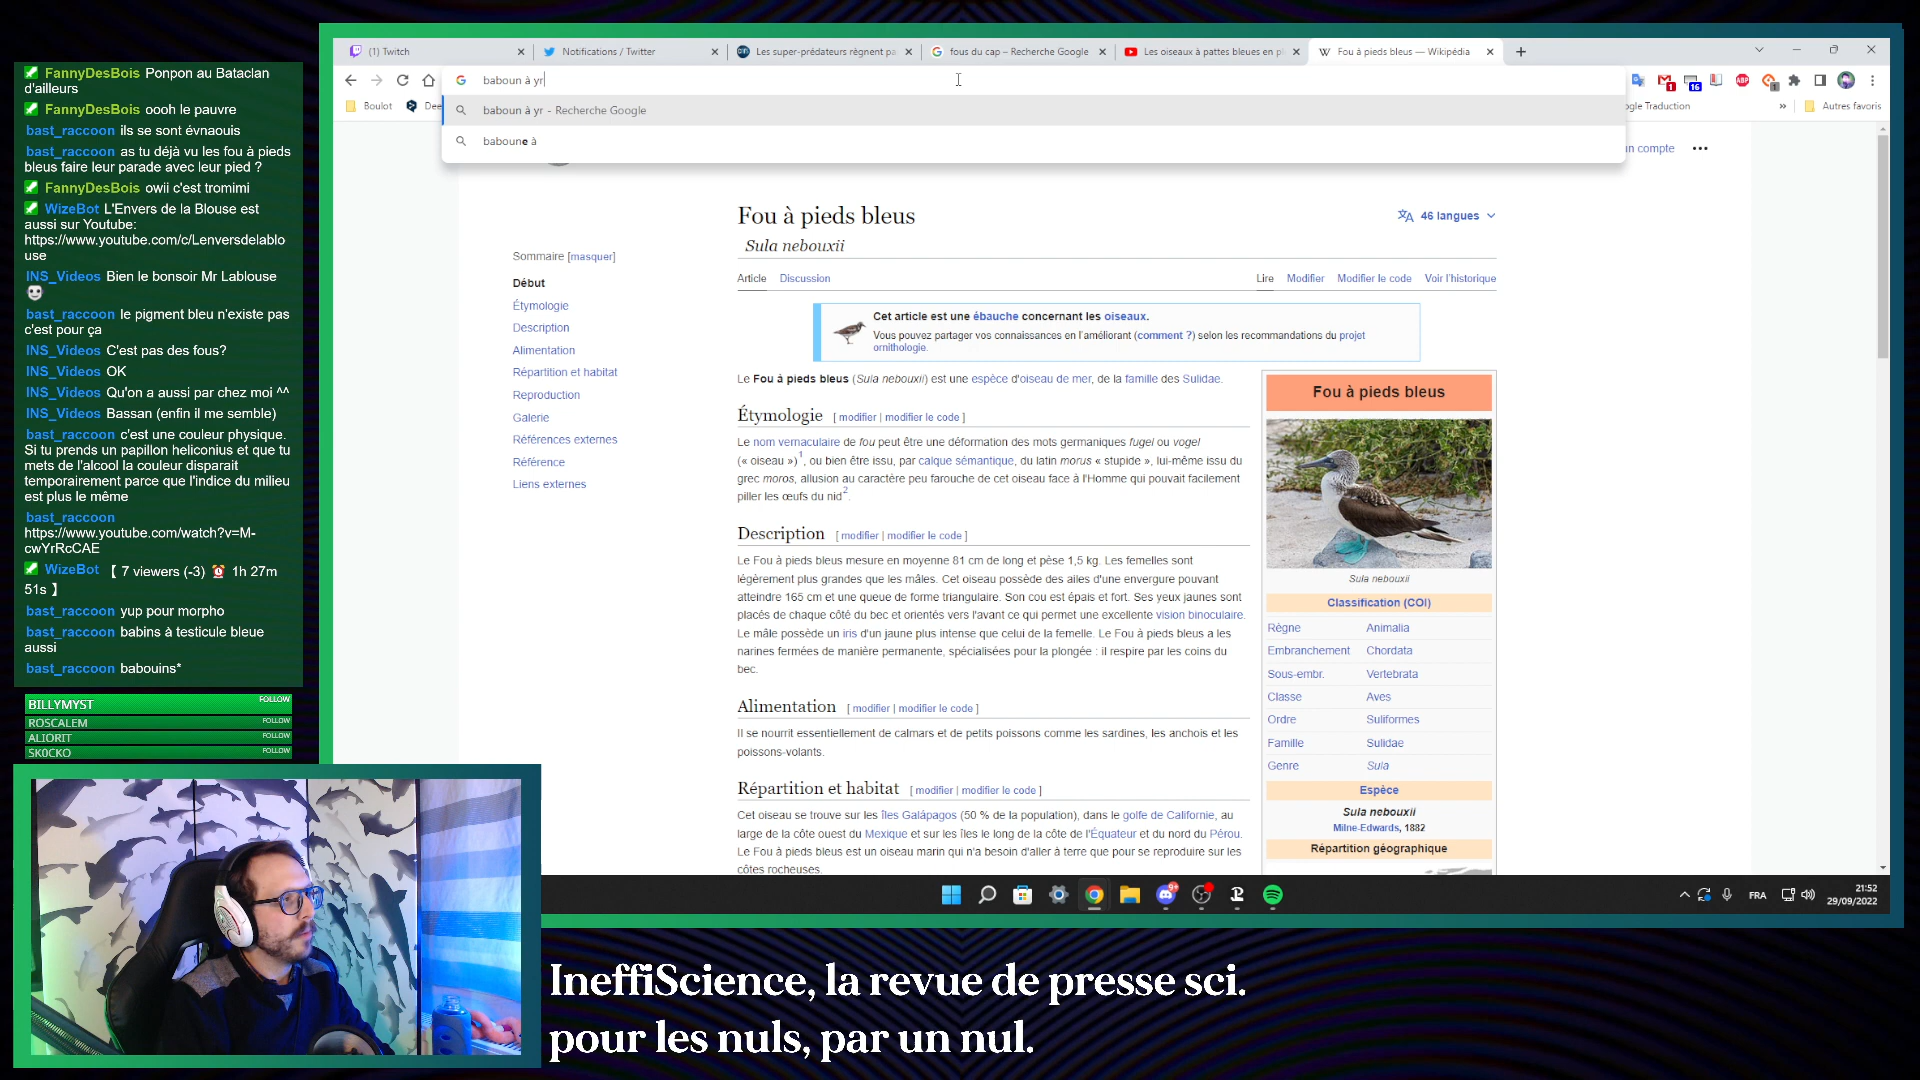 FannyDesBois Ponpon au Bataclan
d'ailleurs
FannyDesBois oooh le pauvre
bast_raccoon ils se sont évnaouis
bast_raccoon as tu déjà vu les fou à pieds
bleus faire leur parade avec leur pied ?
FannyDesBois owii c'est tromimi
WizeBot L'Envers de la Blouse est
aussi sur Youtube:
https://www.youtube.com/c/Lenversdelablo
use
INS_Videos Bien le bonsoir Mr Lablouse
bast_raccoon le pigment bleu n'existe pas
c'est pour ça
INS_Videos C'est pas des fous?
INS_Videos OK
INS_Videos Qu'on a aussi par chez moi ^^
INS_Videos Bassan (enfin il me semble)
bast_raccoon c'est une couleur physique.
Si tu prends un papillon heliconius et que tu
mets de l'alcool la couleur disparait
temporairement parce que l'indice du milieu
est plus le même
bast_raccoon
https://www.youtube.com/watch?v=M-
cwYrRcCAE
WizeBot 【 7 viewers (-3) ⏰ 1h 27m
51s 】
bast_raccoon yup pour morpho
bast_raccoon babins à testicule bleue
aussi
bast_raccoon babouins*
BILLYMYST FOLLOW
ROSCALEM FOLLOW
ALIORIT FOLLOW
SK0CKO FOLLOW
(1) Twitch
Notifications / Twitter
Les super-prédateurs règnent pa
fous du cap – Recherche Google
Les oiseaux à pattes bleues en pl
Fou à pieds bleus — Wikipédia
baboun à yr
baboun à yr - Recherche Google
baboune à
Boulot
Dee
gle Traduction
»
Autres favoris
n compte
Fou à pieds bleus
46 langues
Sula nebouxii
Article Discussion
Lire Modifier Modifier le code Voir l'historique
Sommaire [masquer]
Début
Étymologie
Description
Alimentation
Répartition et habitat
Reproduction
Galerie
Références externes
Référence
Liens externes
Cet article est une ébauche concernant les oiseaux.
Vous pouvez partager vos connaissances en l'améliorant (comment ?) selon les recommandations du projet
ornithologie.
Le Fou à pieds bleus (Sula nebouxii) est une espèce d'oiseau de mer, de la famille des Sulidae.
Étymologie [ modifier | modifier le code ]
Le nom vernaculaire de fou peut être une déformation des mots germaniques fugel ou vogel
(« oiseau »)1, ou bien être issu, par calque sémantique, du latin morus « stupide », lui-même issu du
grec moros, allusion au caractère peu farouche de cet oiseau face à l'Homme qui pouvait facilement
piller les œufs du nid2.
Description [ modifier | modifier le code ]
Le Fou à pieds bleus mesure en moyenne 81 cm de long et pèse 1,5 kg. Les femelles sont
légèrement plus grandes que les mâles. Cet oiseau possède des ailes d'une envergure pouvant
atteindre 165 cm et une queue de forme triangulaire. Son cou est épais et fort. Ses yeux jaunes sont
placés de chaque côté du bec et orientés vers l'avant ce qui permet une excellente vision binoculaire.
Le mâle possède un iris d'un jaune plus intense que celui de la femelle. Le Fou à pieds bleus a les
narines fermées de manière permanente, spécialisées pour la plongée : il respire par les coins du
bec.
Alimentation [ modifier | modifier le code ]
Il se nourrit essentiellement de calmars et de petits poissons comme les sardines, les anchois et les
poissons-volants.
Répartition et habitat [ modifier | modifier le code ]
Cet oiseau se trouve sur les îles Galápagos (50 % de la population), dans le golfe de Californie, au
large de la côte ouest du Mexique et sur les îles le long de la côte de l'Équateur et du nord du Pérou.
Le Fou à pieds bleus est un oiseau marin qui n'a besoin d'aller à terre que pour se reproduire sur les
côtes rocheuses.
Fou à pieds bleus
Sula nebouxii
Classification (COI)
Règne Animalia
Embranchement Chordata
Sous-embr. Vertebrata
Classe Aves
Ordre Suliformes
Famille Sulidae
Genre Sula
Espèce
Sula nebouxii
Milne-Edwards, 1882
Répartition géographique
FRA
21:52
29/09/2022
IneffiScience, la revue de presse sci.
pour les nuls, par un nul.